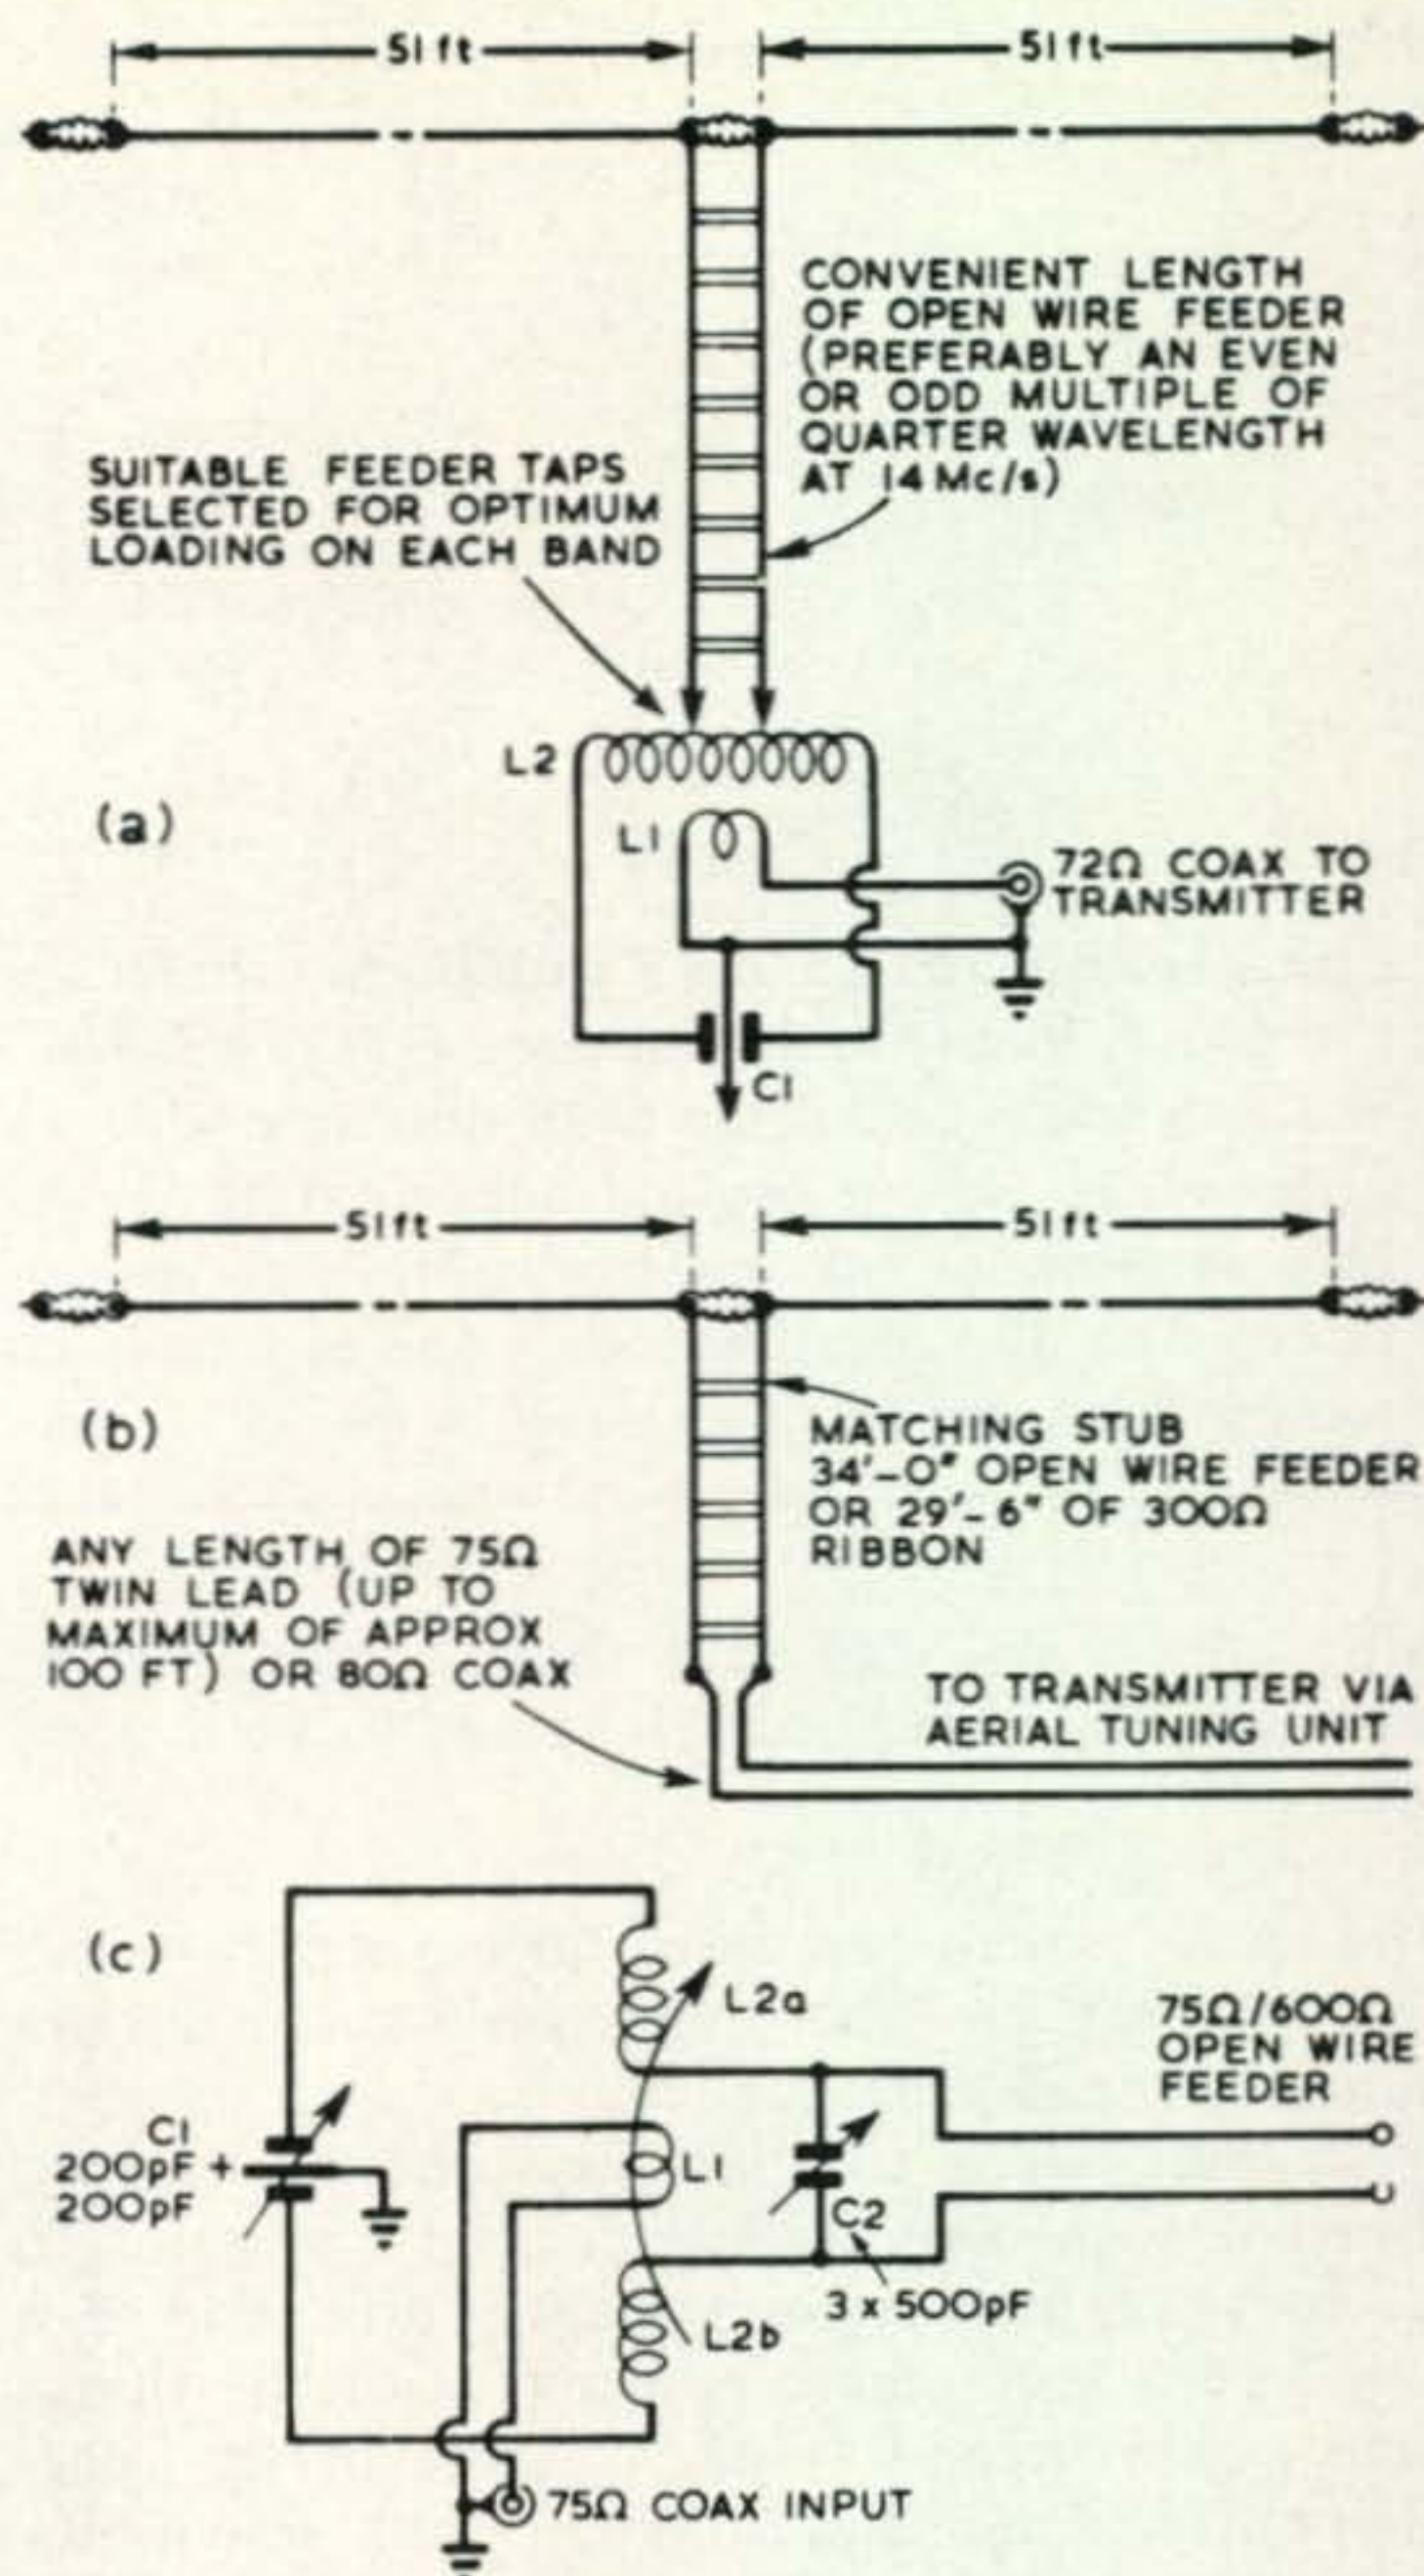 51 ft
51 ft
CONVENIENT LENGTH
OF OPEN WIRE FEEDER
(PREFERABLY AN EVEN
OR ODD MULTIPLE OF
QUARTER WAVELENGTH
AT 14 Mc/s)
SUITABLE FEEDER TAPS
SELECTED FOR OPTIMUM
LOADING ON EACH BAND
L2
(a)
L1
72Ω COAX TO
TRANSMITTER
C1
51ft
51ft
(b)
MATCHING STUB
34'-0" OPEN WIRE FEEDER
OR 29'-6" OF 300Ω
RIBBON
ANY LENGTH OF 75Ω
TWIN LEAD (UP TO
MAXIMUM OF APPROX
100 FT) OR 80Ω COAX
TO TRANSMITTER VIA
AERIAL TUNING UNIT
(c)
L2a
75Ω/600Ω
OPEN WIRE
FEEDER
C1
200pF +
200pF
L1
C2
3 x 500pF
L2b
75Ω COAX INPUT